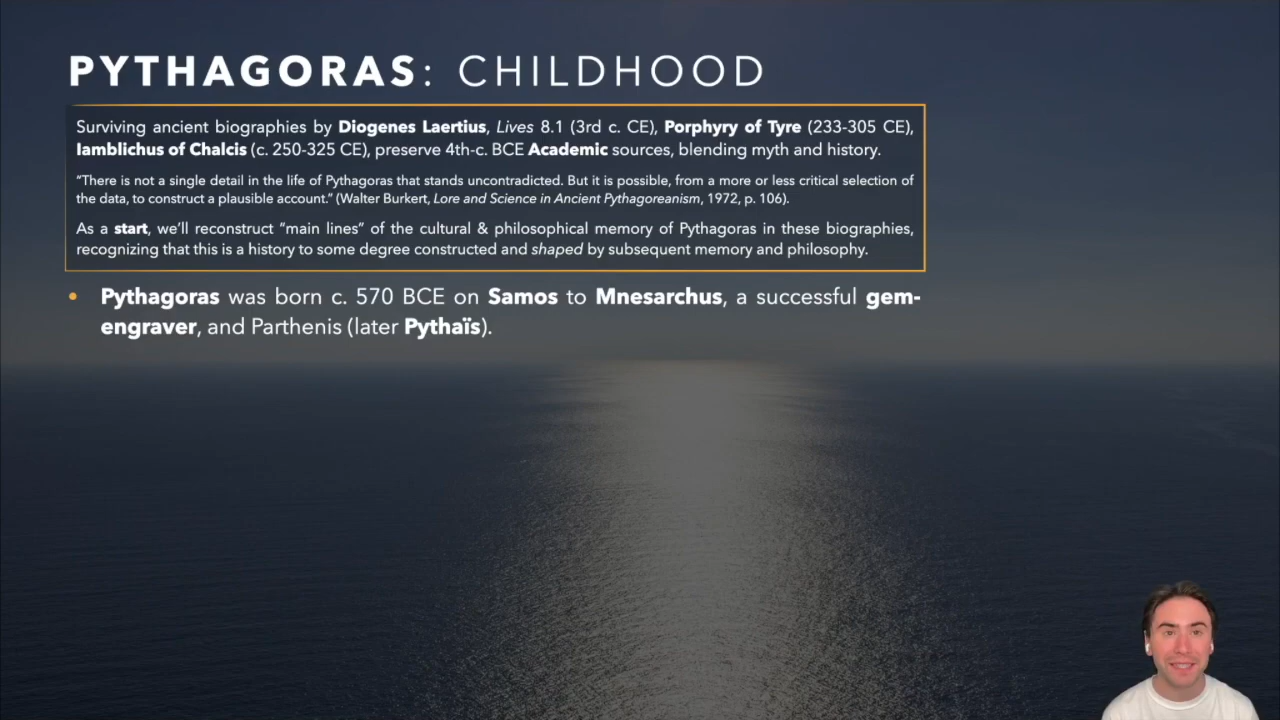 PYTHAGORAS: CHILDHOOD
Surviving ancient biographies by Diogenes Laertius, Lives 8.1 (3rd c. CE), Porphyry of Tyre (233-305 CE),
Iamblichus of Chalcis (c. 250-325 CE), preserve 4th-c. BCE Academic sources, blending myth and history.
“There is not a single detail in the life of Pythagoras that stands uncontradicted. But it is possible, from a more or less critical selection of
the data, to construct a plausible account.” (Walter Burkert, Lore and Science in Ancient Pythagoreanism, 1972, p. 106).
As a start, we’ll reconstruct “main lines” of the cultural & philosophical memory of Pythagoras in these biographies,
recognizing that this is a history to some degree constructed and shaped by subsequent memory and philosophy.
• Pythagoras was born c. 570 BCE on Samos to Mnesarchus, a successful gem-
engraver, and Parthenis (later Pythaïs).